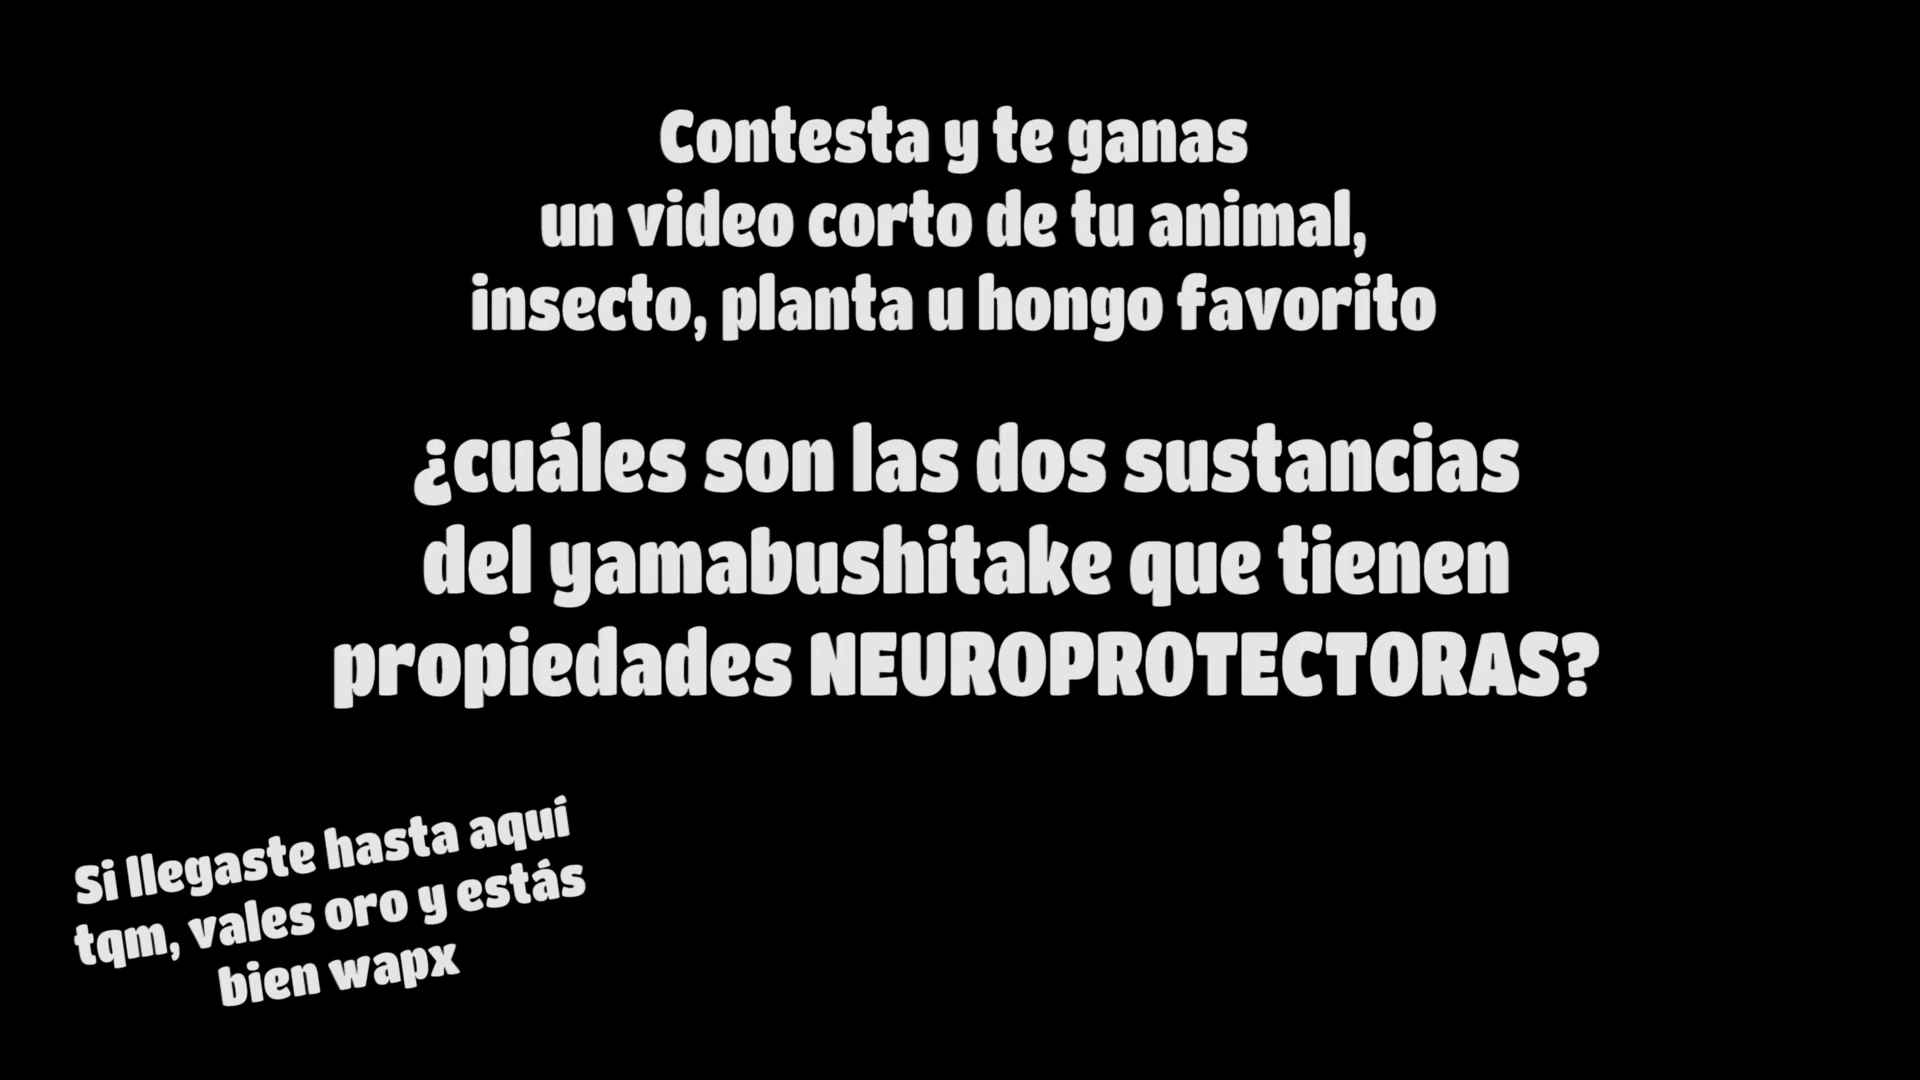 Contesta y te ganas
un video corto de tu animal,
insecto, planta u hongo favorito
¿cuáles son las dos sustancias
del yamabushitake que tienen
propiedades NEUROPROTECTORAS?
Si llegaste hasta aquí
tqm, vales oro y estás
bien wapx